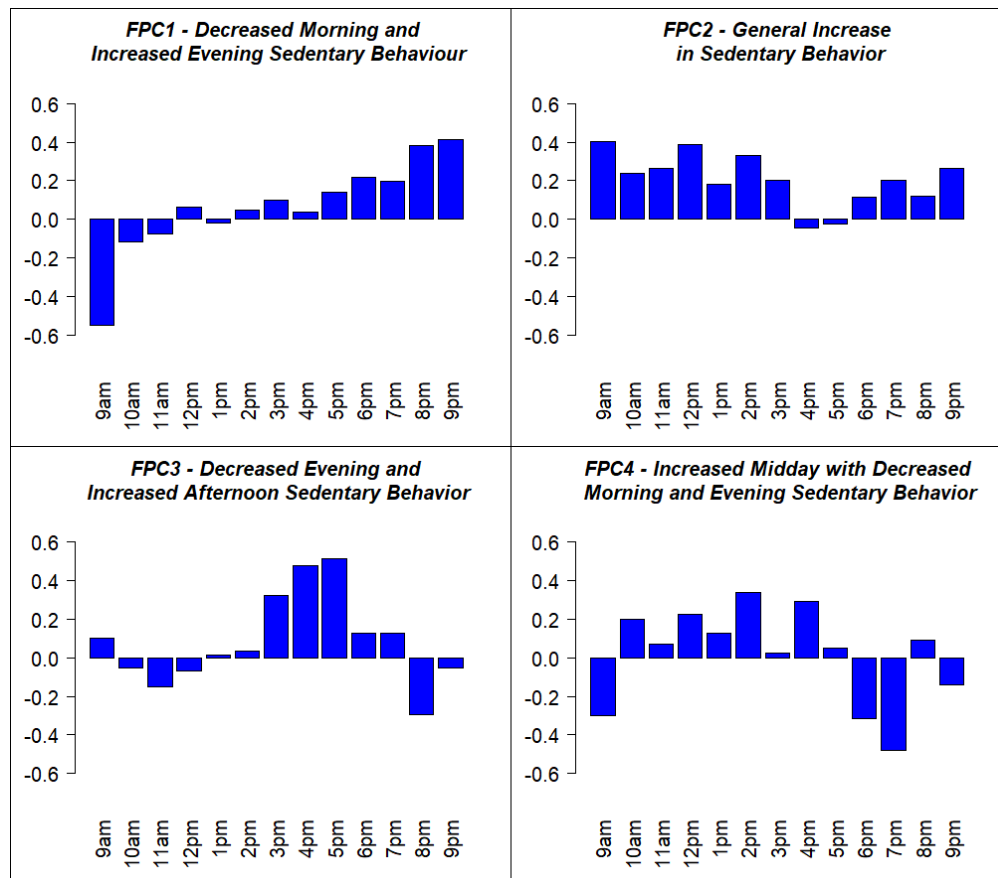 FPC1 - Decreased Morning and
Increased Evening Sedentary Behaviour
0.6
0.4
0.2
0.0
-0.2
-0.4
-0.6
9am
10am
11am
12pm
1pm
2pm
3pm
4pm
5pm
6pm
7pm
8pm
9pm
FPC2 - General Increase
in Sedentary Behavior
0.6
0.4
0.2
0.0
-0.2
-0.4
-0.6
9am
10am
11am
12pm
1pm
2pm
3pm
4pm
5pm
6pm
7pm
8pm
9pm
FPC3 - Decreased Evening and
Increased Afternoon Sedentary Behavior
0.6
0.4
0.2
0.0
-0.2
-0.4
-0.6
9am
10am
11am
12pm
1pm
2pm
3pm
4pm
5pm
6pm
7pm
8pm
9pm
FPC4 - Increased Midday with Decreased
Morning and Evening Sedentary Behavior
0.6
0.4
0.2
0.0
-0.2
-0.4
-0.6
9am
10am
11am
12pm
1pm
2pm
3pm
4pm
5pm
6pm
7pm
8pm
9pm